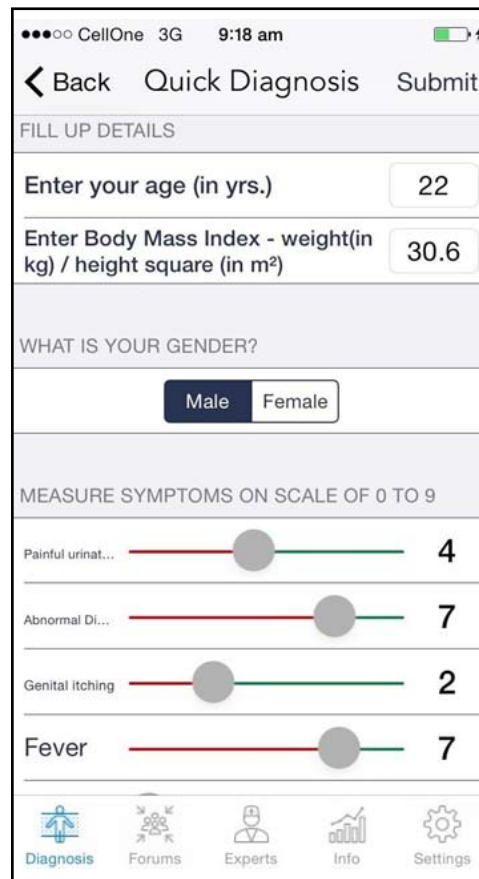 CellOne 3G 9:18 am
Back Quick Diagnosis Submit
FILL UP DETAILS
Enter your age (in yrs.) 22
Enter Body Mass Index - weight(in
kg) / height square (in m²) 30.6
WHAT IS YOUR GENDER?
Male Female
MEASURE SYMPTOMS ON SCALE OF 0 TO 9
Painful urinat... 4
Abnormal Di... 7
Genital itching 2
Fever 7
Diagnosis Forums Experts Info Settings